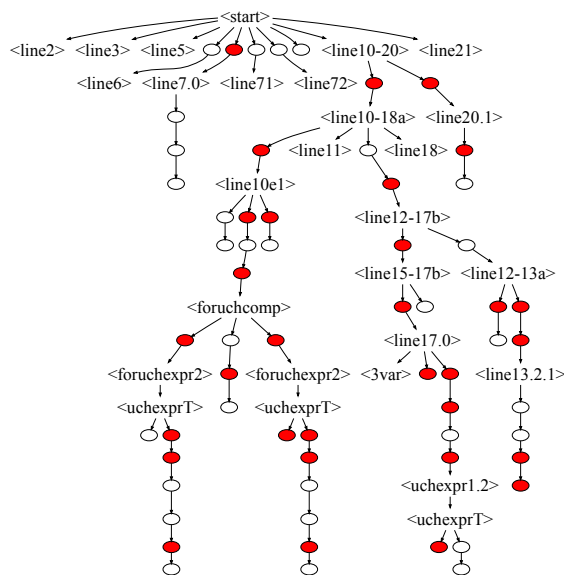 <start>
<line2> <line3> <line5> <line10-20> <line21>
<line6> <line7.0> <line71> <line72>
<line10-18a> <line20.1>
<line11> <line18>
<line10e1>
<line12-17b>
<line15-17b> <line12-13a>
<foruchcomp>
<line17.0>
<foruchexpr2> <foruchexpr2> <3var> <line13.2.1>
<uchexprT> <uchexprT>
<uchexpr1.2>
<uchexprT>